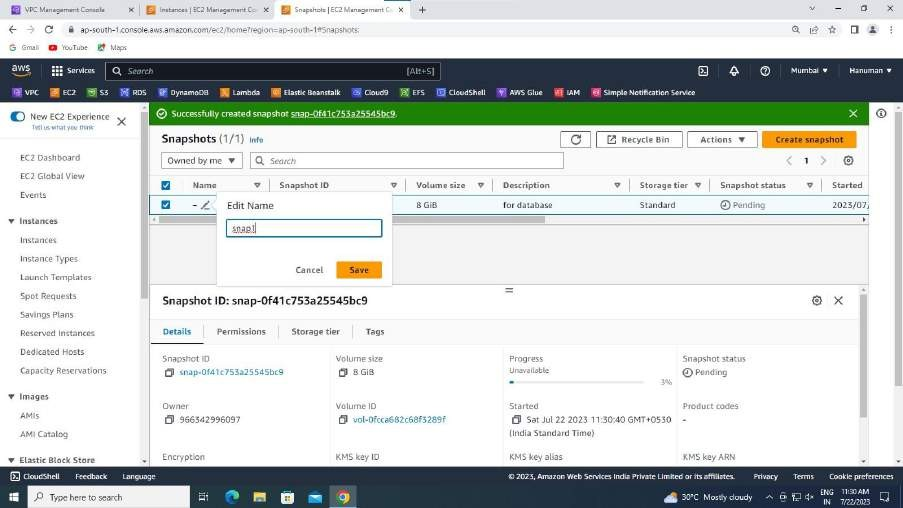 VPC Management Console
Instances | EC2 Management Co
Snapshots | EC2 Management Co
ap-south-1.console.aws.amazon.com/ec2/home?region=ap-south-1#Snapshots:
Gmail YouTube Maps
aws Services Search [Alt+S] Mumbai Hanuman
VPC EC2 S3 RDS DynamoDB Lambda Elastic Beanstalk Cloud9 EFS CloudShell AWS Glue IAM Simple Notification Service
New EC2 Experience
Tell us what you think
EC2 Dashboard
EC2 Global View
Events
Instances
Instances
Instance Types
Launch Templates
Spot Requests
Savings Plans
Reserved Instances
Dedicated Hosts
Capacity Reservations
Images
AMIs
AMI Catalog
Elastic Block Store
Successfully created snapshot snap-0f41c753a25545bc9.
Snapshots (1/1) Info
Recycle Bin Actions Create snapshot
Owned by me Search 1
Name Snapshot ID Volume size Description Storage tier Snapshot status Started
– 8 GiB for database Standard Pending 2023/07/
Edit Name
snap1
Cancel Save
Snapshot ID: snap-0f41c753a25545bc9
Details Permissions Storage tier Tags
Snapshot ID
snap-0f41c753a25545bc9
Volume size
8 GiB
Progress
Unavailable
3%
Snapshot status
Pending
Owner
966342996097
Volume ID
vol-0fcca682c68f3289f
Started
Sat Jul 22 2023 11:30:40 GMT+0530
(India Standard Time)
Product codes
-
Encryption KMS key ID KMS key alias KMS key ARN
CloudShell Feedback Language © 2023, Amazon Web Services India Private Limited or its affiliates. Privacy Terms Cookie preferences
Type here to search 30°C Mostly cloudy ENG 11:30 AM
IN 7/22/2023